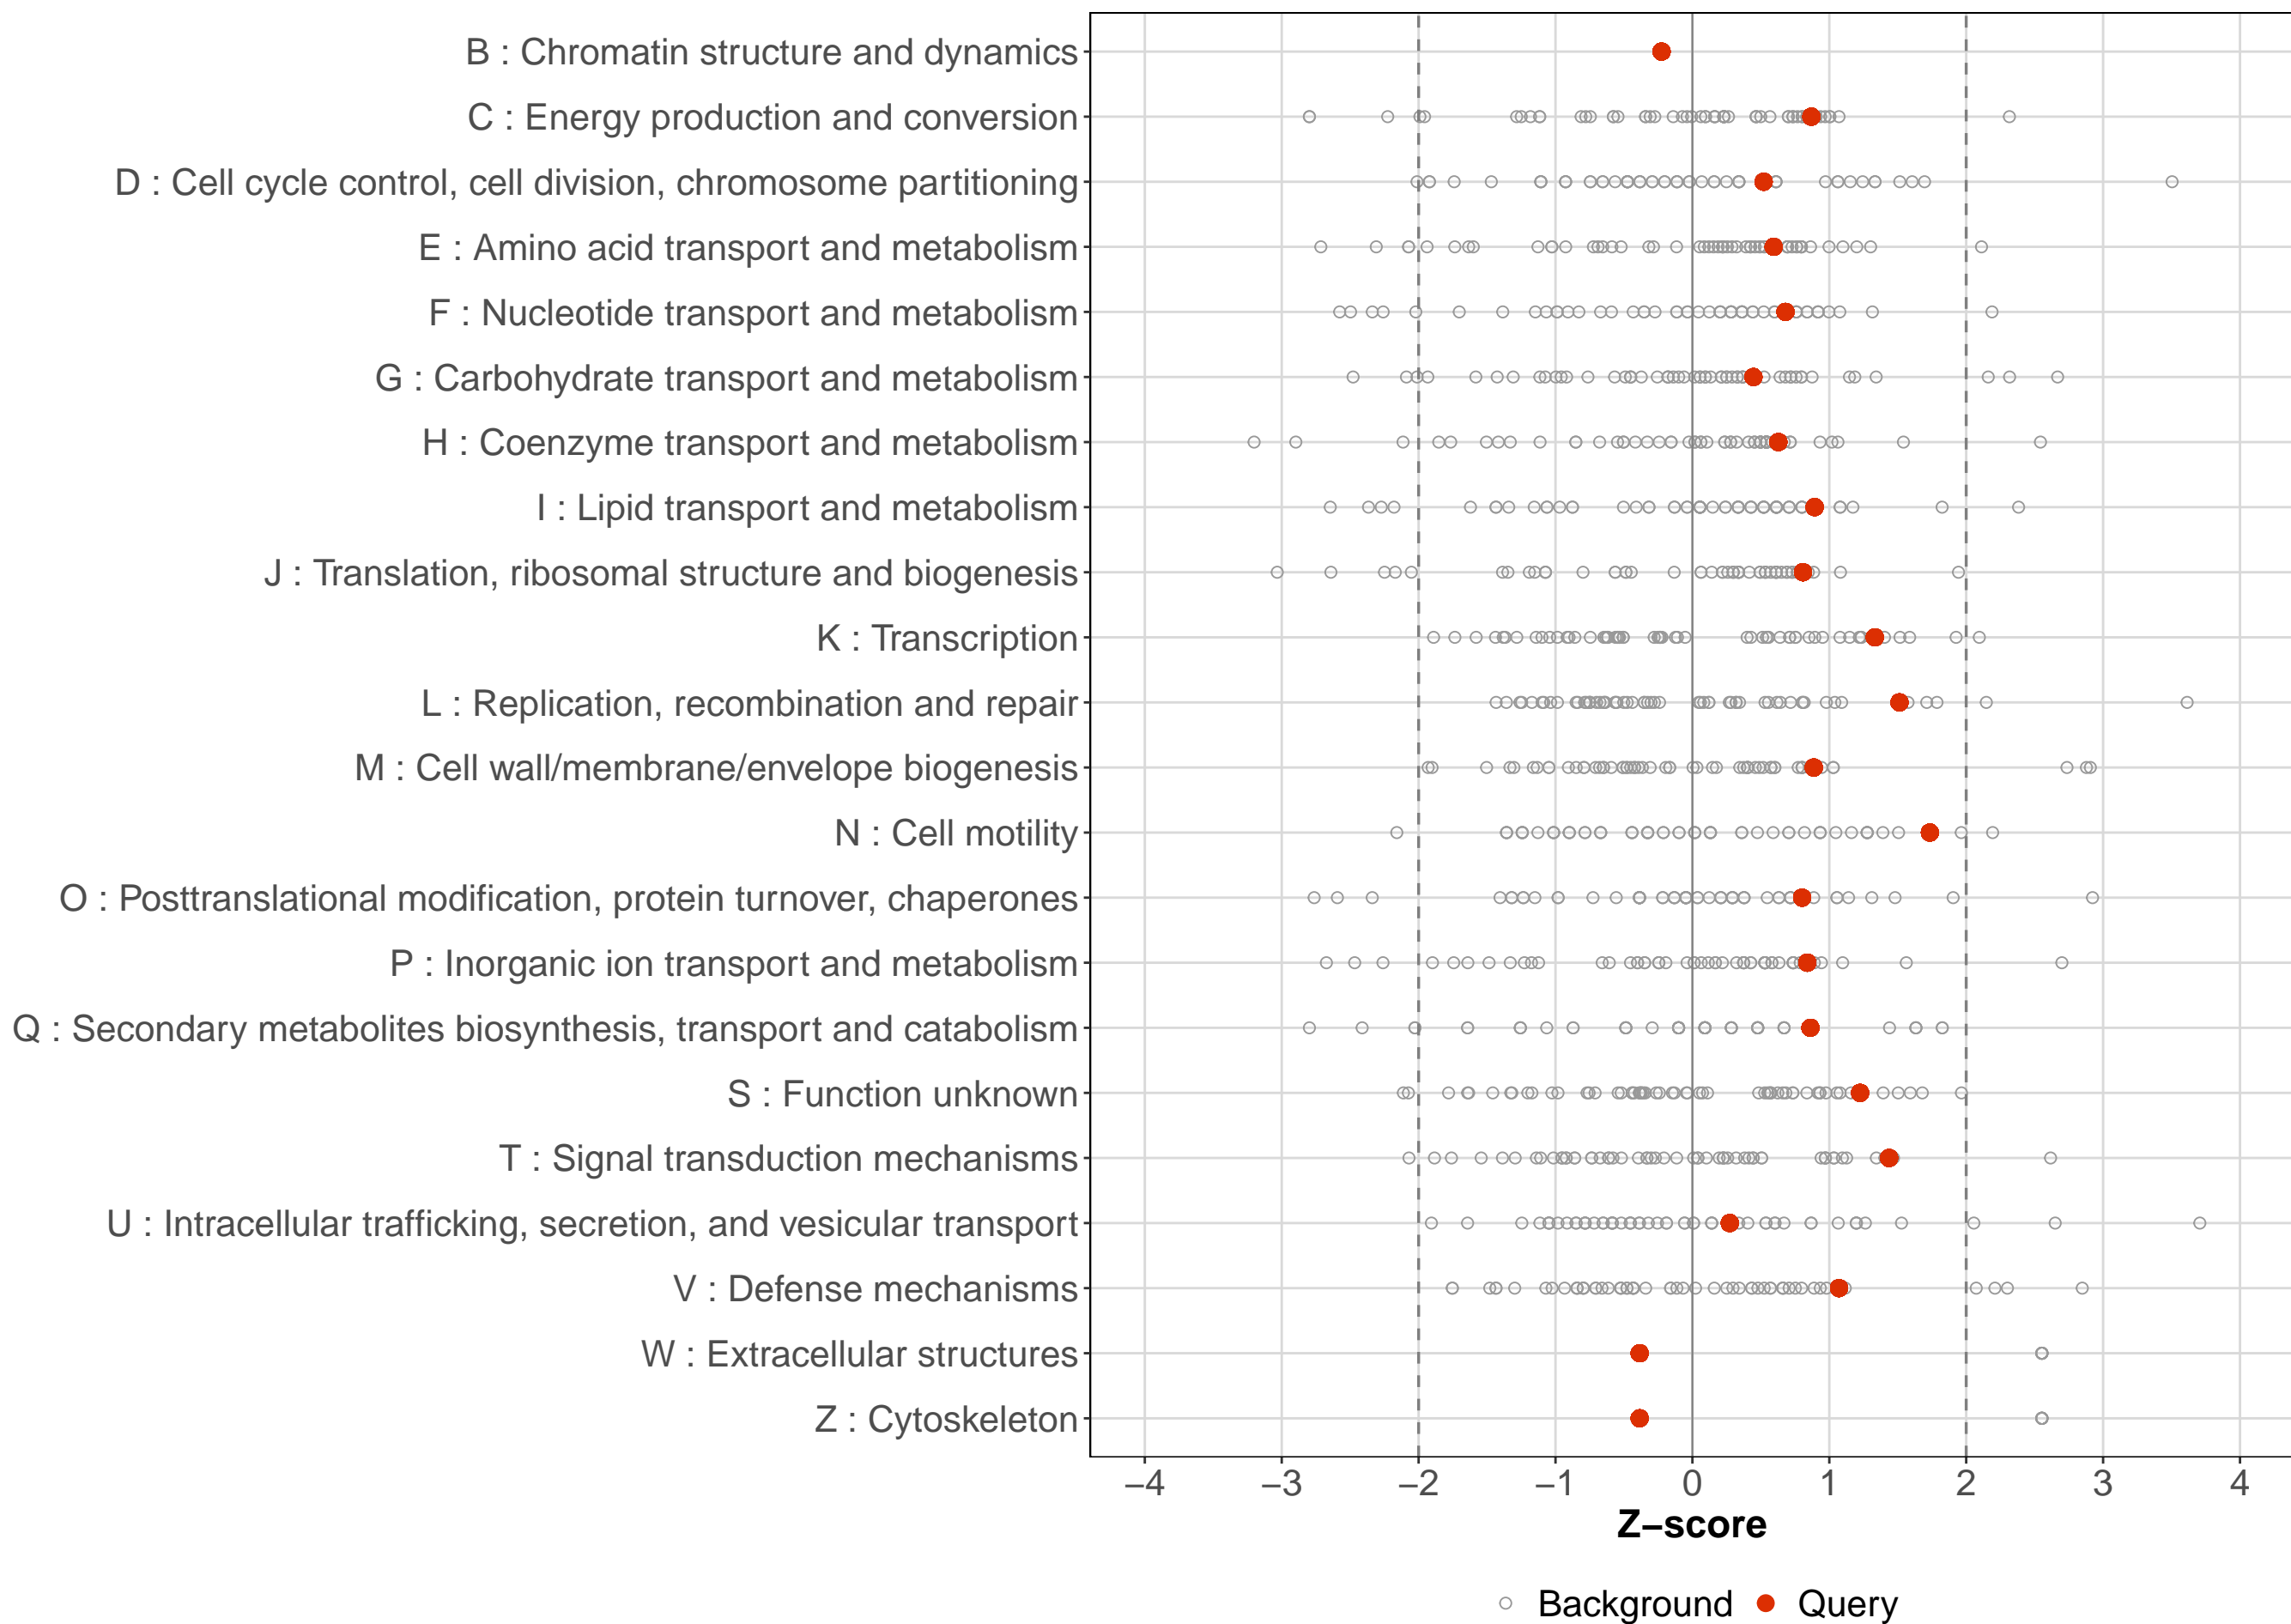 B : Chromatin structure and dynamics
C : Energy production and conversion
D : Cell cycle control, cell division, chromosome partitioning
E : Amino acid transport and metabolism
F : Nucleotide transport and metabolism
G : Carbohydrate transport and metabolism
H : Coenzyme transport and metabolism
I : Lipid transport and metabolism
J : Translation, ribosomal structure and biogenesis
K : Transcription
L : Replication, recombination and repair
M : Cell wall/membrane/envelope biogenesis
N : Cell motility
O : Posttranslational modification, protein turnover, chaperones
P : Inorganic ion transport and metabolism
Q : Secondary metabolites biosynthesis, transport and catabolism
S : Function unknown
T : Signal transduction mechanisms
U : Intracellular trafficking, secretion, and vesicular transport
V : Defense mechanisms
W : Extracellular structures
Z : Cytoskeleton
−4 −3 −2 −1 0 1 2 3 4
Z−score
Background Query